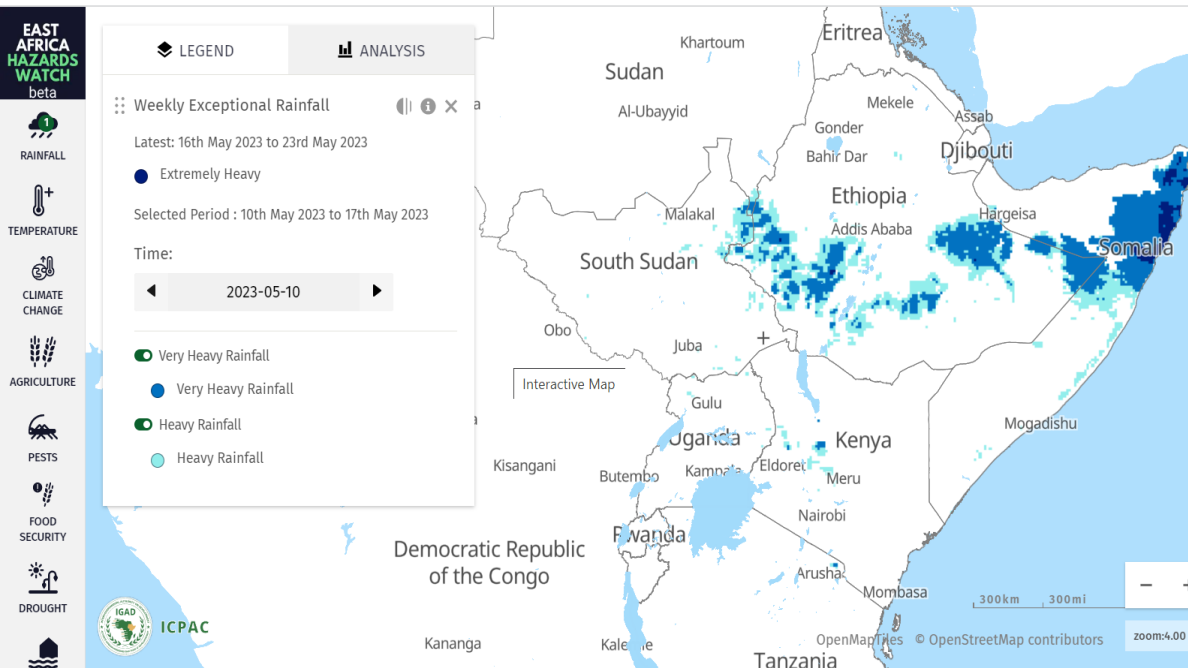 EAST
AFRICA
HAZARDS
WATCH
beta
1
RAINFALL
TEMPERATURE
CLIMATE
CHANGE
AGRICULTURE
PESTS
FOOD
SECURITY
DROUGHT
LEGEND
ANALYSIS
Weekly Exceptional Rainfall
Latest: 16th May 2023 to 23rd May 2023
Extremely Heavy
Selected Period : 10th May 2023 to 17th May 2023
Time:
2023-05-10
Very Heavy Rainfall
Very Heavy Rainfall
Heavy Rainfall
Heavy Rainfall
Interactive Map
Khartoum
Eritrea
Sudan
Al-Ubayyid
Mekele
Assab
Gonder
Bahir Dar
Djibouti
Ethiopia
Malakal
Addis Ababa
Hargeisa
Somalia
South Sudan
Obo
Juba
Gulu
Mogadishu
Uganda
Kenya
Kisangani
Butembo
Kampala
Eldoret
Meru
Nairobi
Rwanda
Democratic Republic
of the Congo
Arusha
Mombasa
300km
300mi
IGAD
ICPAC
Kananga
OpenMapTiles © OpenStreetMap contributors
zoom:4.00
Tanzania